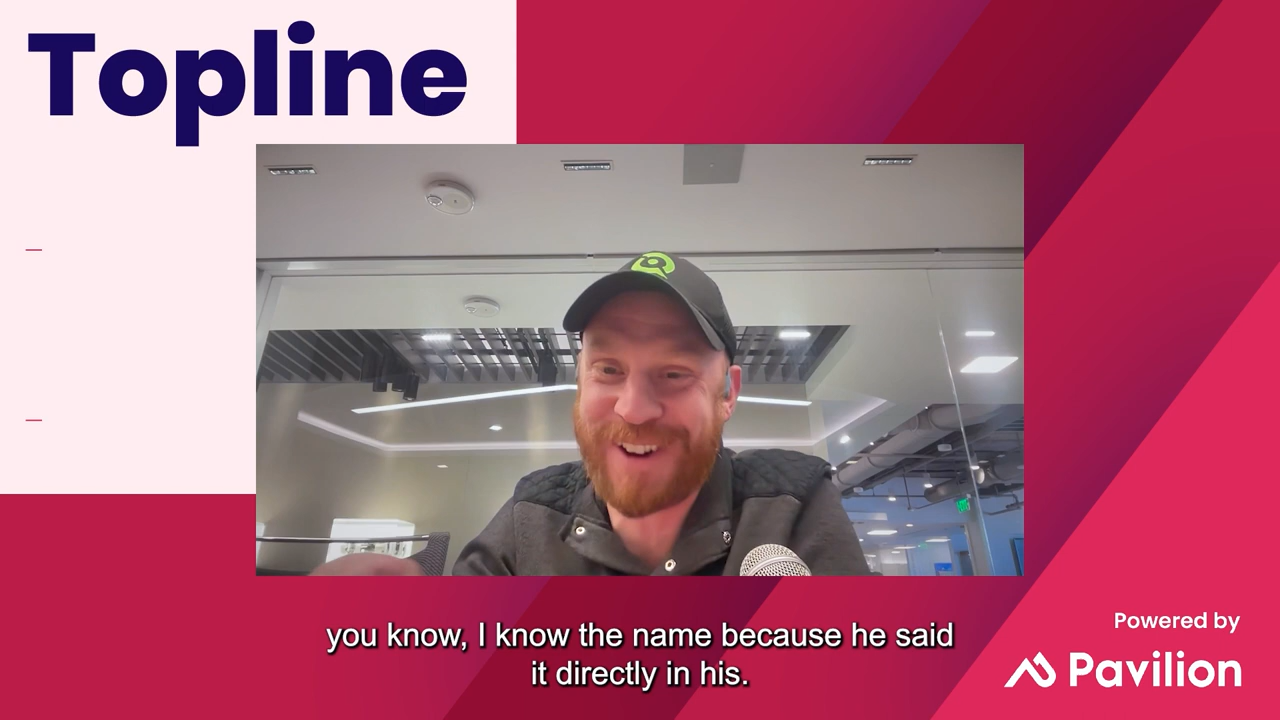 Topline
you know, I know the name because he said
it directly in his.
Powered by
Pavilion